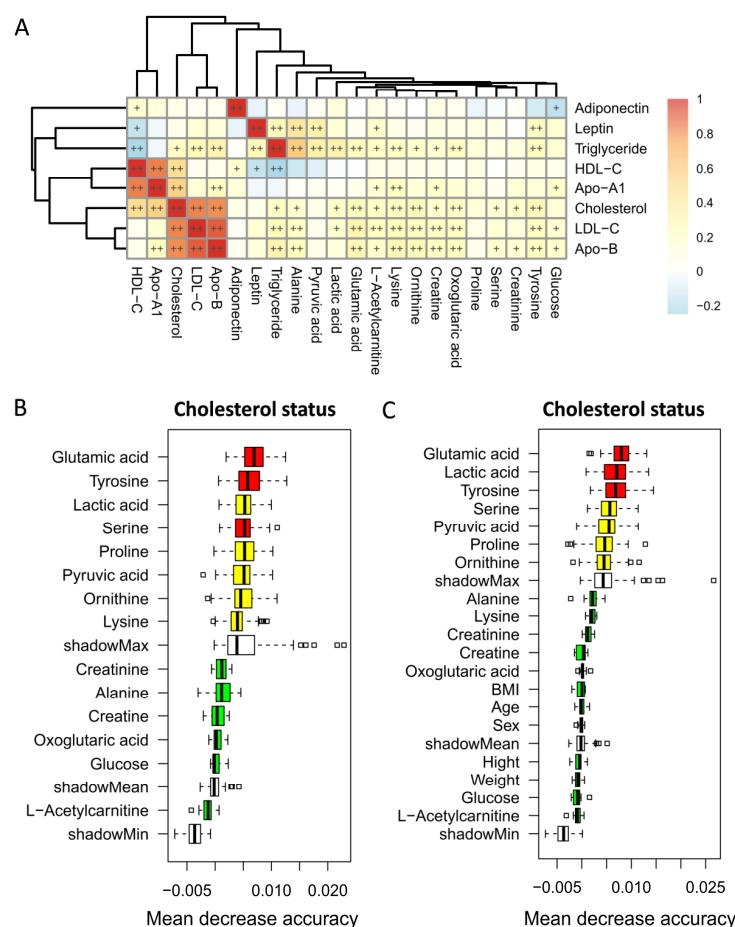 A
+ ++ + Adiponectin
+ ++ ++ ++ ++ + ++ Leptin
++ + ++ ++ ++ ++ ++ ++ ++ ++ + ++ + ++ ++ Triglyceride
++ ++ ++ + + ++ HDL−C
++ ++ ++ ++ + ++ + + Apo−A1
++ ++ ++ ++ ++ + + + ++ + ++ ++ + ++ + + ++ Cholesterol
++ ++ ++ ++ ++ + ++ ++ ++ ++ ++ ++ + ++ + LDL−C
++ ++ ++ ++ ++ ++ ++ + ++ ++ ++ ++ + + ++ + Apo−B
HDL−C
Apo−A1
Cholesterol
LDL−C
Apo−B
Adiponectin
Leptin
Triglyceride
Alanine
Pyruvic acid
Lactic acid
Glutamic acid
L−Acetylcarnitine
Lysine
Ornithine
Creatine
Oxoglutaric acid
Proline
Serine
Creatinine
Tyrosine
Glucose
1
0.8
0.6
0.4
0.2
0
−0.2
B
Cholesterol status
Glutamic acid
Tyrosine
Lactic acid
Serine
Proline
Pyruvic acid
Ornithine
Lysine
shadowMax
Creatinine
Alanine
Creatine
Oxoglutaric acid
Glucose
shadowMean
L−Acetylcarnitine
shadowMin
−0.005 0.010 0.020
Mean decrease accuracy
C
Cholesterol status
Glutamic acid
Lactic acid
Tyrosine
Serine
Pyruvic acid
Proline
Ornithine
shadowMax
Alanine
Lysine
Creatinine
Creatine
Oxoglutaric acid
BMI
Age
Sex
shadowMean
Hight
Weight
Glucose
L−Acetylcarnitine
shadowMin
−0.005 0.010 0.025
Mean decrease accuracy